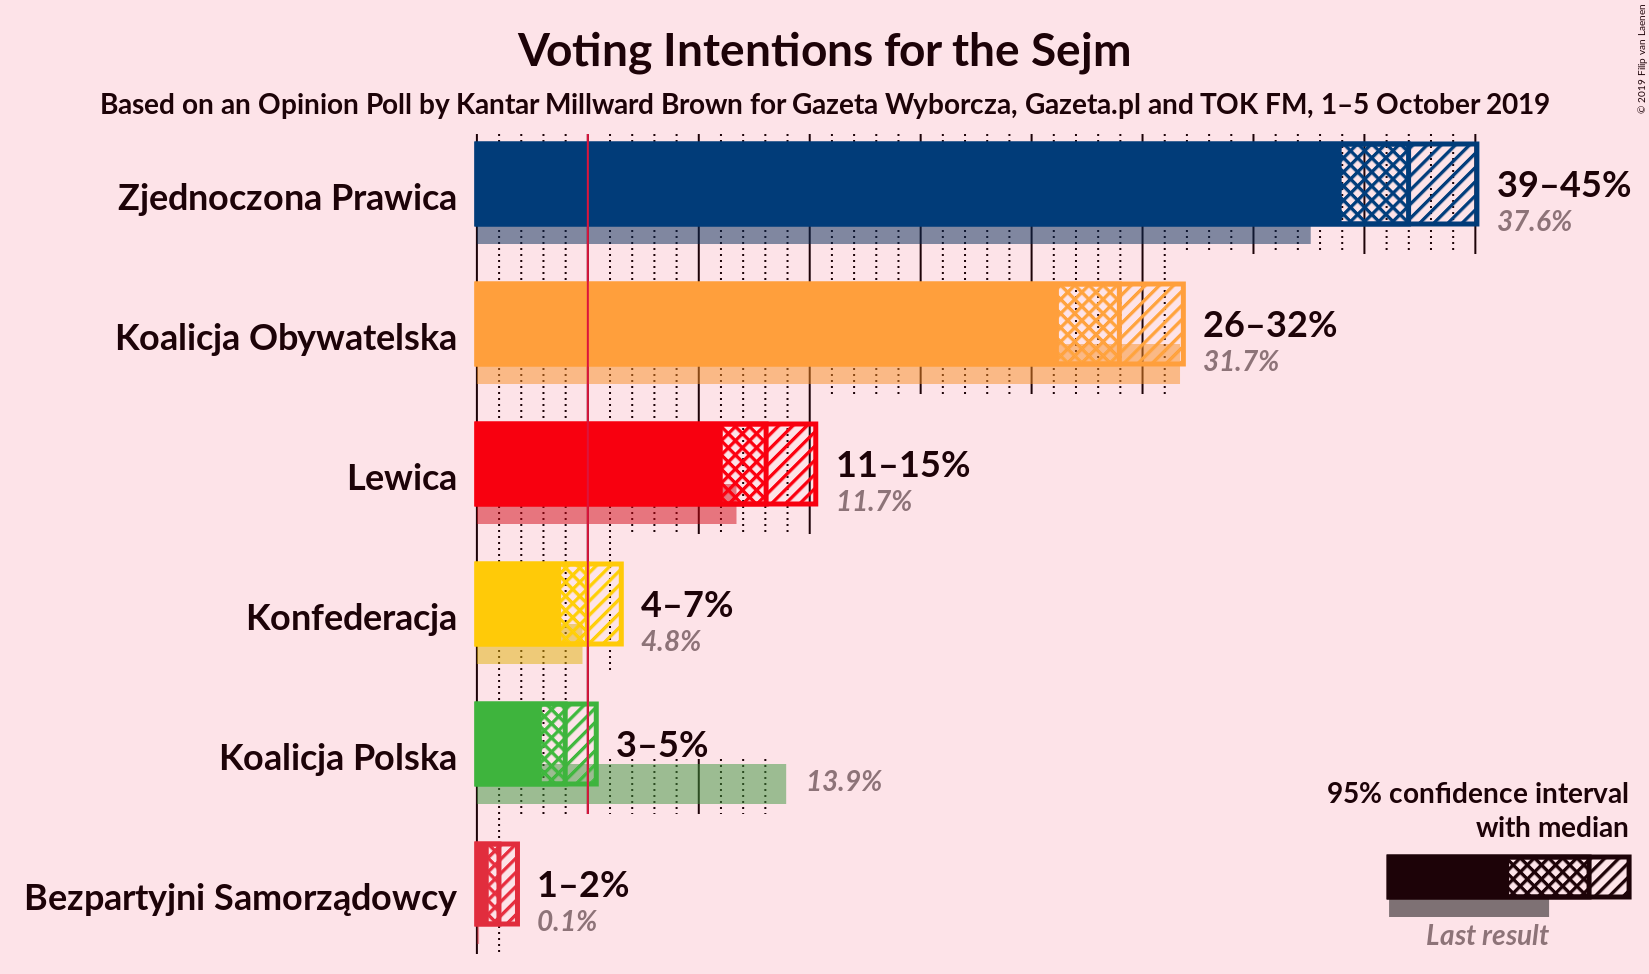 Voting Intentions for the Sejm
Based on an Opinion Poll by Kantar Millward Brown for Gazeta Wyborcza, Gazeta.pl and TOK FM, 1–5 October 2019
© 2019 Filip van Laenen
Zjednoczona Prawica
39–45%
37.6%
Koalicja Obywatelska
26–32%
31.7%
Lewica
11–15%
11.7%
Konfederacja
4–7%
4.8%
Koalicja Polska
3–5%
13.9%
Bezpartyjni Samorządowcy
1–2%
0.1%
95% confidence interval
with median
Last result